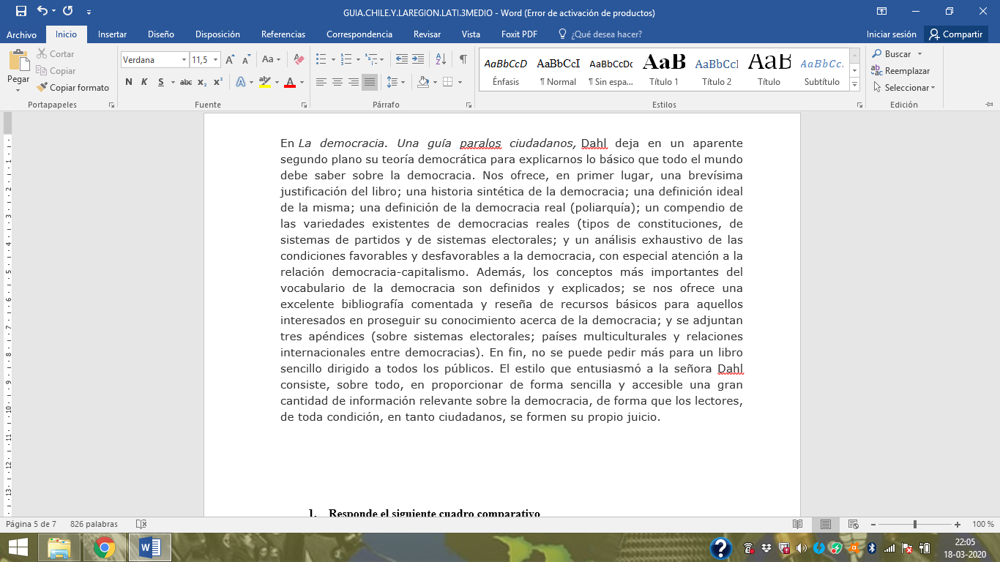 GUIA.CHILE.Y.LAREGION.LATI.3MEDIO - Word (Error de activación de productos)
Archivo Inicio Insertar Diseño Disposición Referencias Correspondencia Revisar Vista Foxit PDF ¿Qué desea hacer? Iniciar sesión Compartir
Pegar
Cortar
Copiar
Copiar formato
Portapapeles
Verdana 11,5
N K S abc x₂ x²
Fuente
Párrafo
AaBbCcD AaBbCcI AaBbCcDc AaB AaBbCcI AaB AaBbCc.
Énfasis ¶ Normal ¶ Sin espa... Título 1 Título 2 Título Subtítulo
Estilos
Buscar
Reemplazar
Seleccionar
Edición
En La democracia. Una guía paralos ciudadanos, Dahl deja en un aparente
segundo plano su teoría democrática para explicarnos lo básico que todo el mundo
debe saber sobre la democracia. Nos ofrece, en primer lugar, una brevísima
justificación del libro; una historia sintética de la democracia; una definición ideal
de la misma; una definición de la democracia real (poliarquía); un compendio de
las variedades existentes de democracias reales (tipos de constituciones, de
sistemas de partidos y de sistemas electorales; y un análisis exhaustivo de las
condiciones favorables y desfavorables a la democracia, con especial atención a la
relación democracia-capitalismo. Además, los conceptos más importantes del
vocabulario de la democracia son definidos y explicados; se nos ofrece una
excelente bibliografía comentada y reseña de recursos básicos para aquellos
interesados en proseguir su conocimiento acerca de la democracia; y se adjuntan
tres apéndices (sobre sistemas electorales; países multiculturales y relaciones
internacionales entre democracias). En fin, no se puede pedir más para un libro
sencillo dirigido a todos los públicos. El estilo que entusiasmó a la señora Dahl
consiste, sobre todo, en proporcionar de forma sencilla y accesible una gran
cantidad de información relevante sobre la democracia, de forma que los lectores,
de toda condición, en tanto ciudadanos, se formen su propio juicio.
1. Responde el siguiente cuadro comparativo
Página 5 de 7 826 palabras 100 %
22:05
18-03-2020